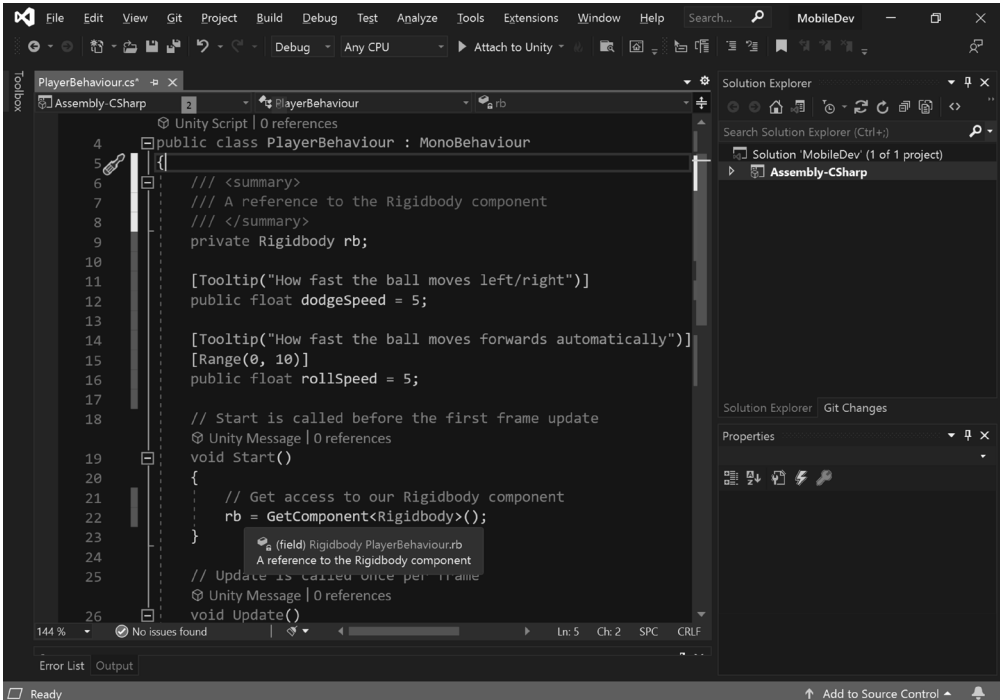 File Edit View Git Project Build Debug Test Analyze Tools Extensions Window Help Search... MobileDev
Debug Any CPU Attach to Unity
Toolbox
PlayerBehaviour.cs*
Assembly-CSharp 2 PlayerBehaviour rb
Unity Script | 0 references
4 public class PlayerBehaviour : MonoBehaviour
5 {
6 /// <summary>
7 /// A reference to the Rigidbody component
8 /// </summary>
9 private Rigidbody rb;
10
11 [Tooltip("How fast the ball moves left/right")]
12 public float dodgeSpeed = 5;
13
14 [Tooltip("How fast the ball moves forwards automatically")]
15 [Range(0, 10)]
16 public float rollSpeed = 5;
17
18 // Start is called before the first frame update
Unity Message | 0 references
19 void Start()
20 {
21 // Get access to our Rigidbody component
22 rb = GetComponent<Rigidbody>();
23 }
(field) Rigidbody PlayerBehaviour.rb
A reference to the Rigidbody component
24
25 // Update is called once per frame
Unity Message | 0 references
26 void Update()
144 % No issues found Ln: 5 Ch: 2 SPC CRLF
Error List Output
Solution Explorer
Search Solution Explorer (Ctrl+;)
Solution 'MobileDev' (1 of 1 project)
Assembly-CSharp
Solution Explorer Git Changes
Properties
Ready Add to Source Control